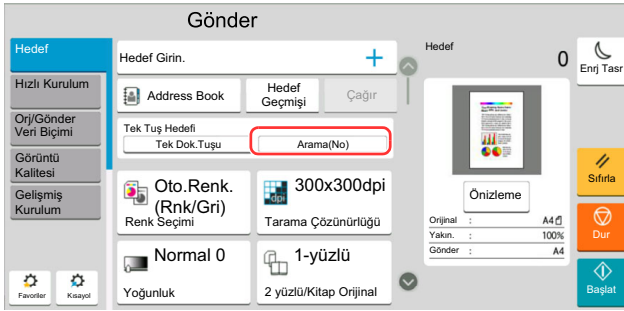 Gönder
Hedef
Hızlı Kurulum
Orj/Gönder
Veri Biçimi
Görüntü
Kalitesi
Gelişmiş
Kurulum
Favoriler
Kısayol
Hedef Girin.
Address Book
Hedef
Geçmişi
Çağır
Tek Tuş Hedefi
Tek Dok.Tuşu
Arama(No)
Oto.Renk.
(Rnk/Gri)
Renk Seçimi
dpi
300x300dpi
Tarama Çözünürlüğü
Normal 0
Yoğunluk
1-yüzlü
2 yüzlü/Kitap Orijinal
Hedef
0
Önizleme
Orijinal : A4
Yakın. : 100%
Gönder : A4
Enrj Tasr
Sıfırla
Dur
Başlat